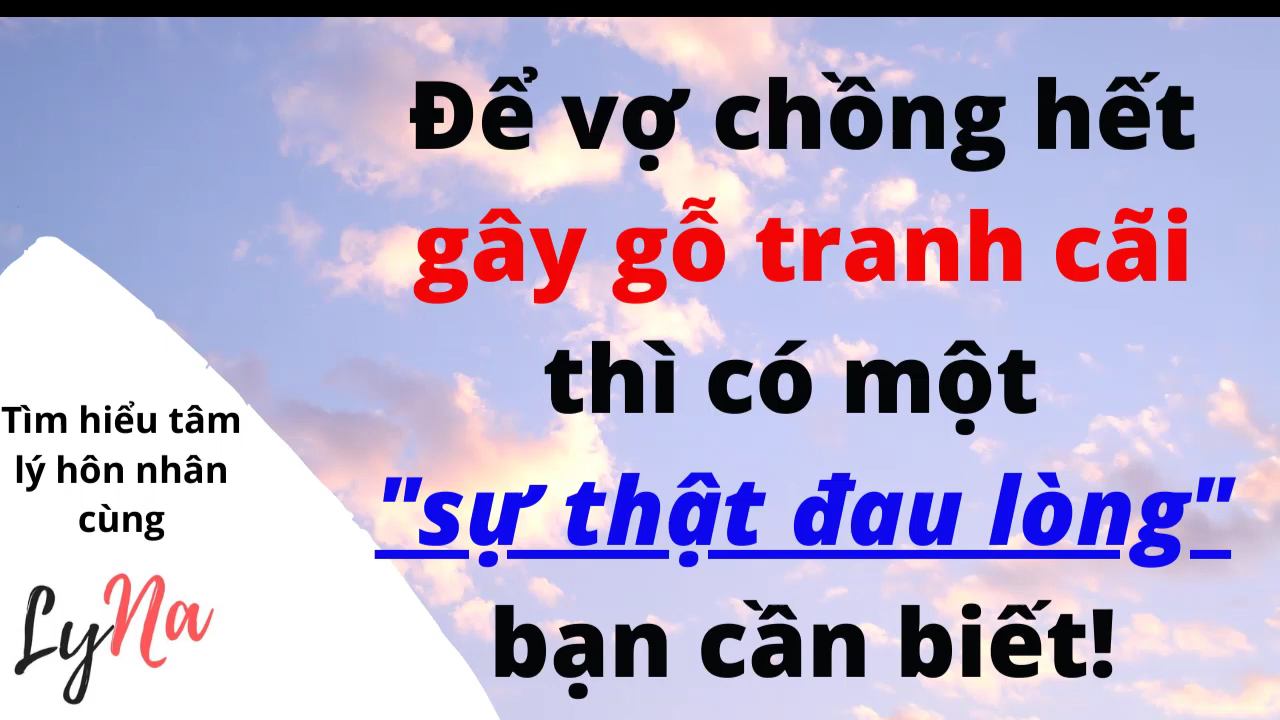 Để vợ chồng hết
gây gỗ tranh cãi
thì có một
"sự thật đau lòng"
bạn cần biết!
Tìm hiểu tâm
lý hôn nhân
cùng
LyNa